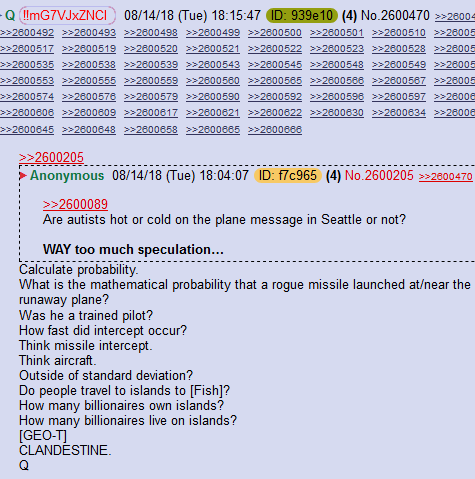 Q !!mG7VJxZNCI 08/14/18 (Tue) 18:15:47 ID: 939e10 (4) No.2600470
>>2600492 >>2600493 >>2600498 >>2600499 >>2600500 >>2600501 >>2600510
>>2600517 >>2600519 >>2600520 >>2600521 >>2600522 >>2600523 >>2600528
>>2600535 >>2600538 >>2600539 >>2600543 >>2600545 >>2600548 >>2600549
>>2600553 >>2600555 >>2600559 >>2600560 >>2600565 >>2600566 >>2600567
>>2600574 >>2600576 >>2600579 >>2600590 >>2600592 >>2600596 >>2600597
>>2600606 >>2600609 >>2600617 >>2600621 >>2600622 >>2600630 >>2600634
>>2600645 >>2600648 >>2600658 >>2600665 >>2600666
>>2600205
Anonymous 08/14/18 (Tue) 18:04:07 ID: f7c965 (4) No.2600205 >>2600470
>>2600089
Are autists hot or cold on the plane message in Seattle or not?
WAY too much speculation…
Calculate probability.
What is the mathematical probability that a rogue missile launched at/near the
runaway plane?
Was he a trained pilot?
How fast did intercept occur?
Think missile intercept.
Think aircraft.
Outside of standard deviation?
Do people travel to islands to [Fish]?
How many billionaires own islands?
How many billionaires live on islands?
[GEO-T]
CLANDESTINE.
Q